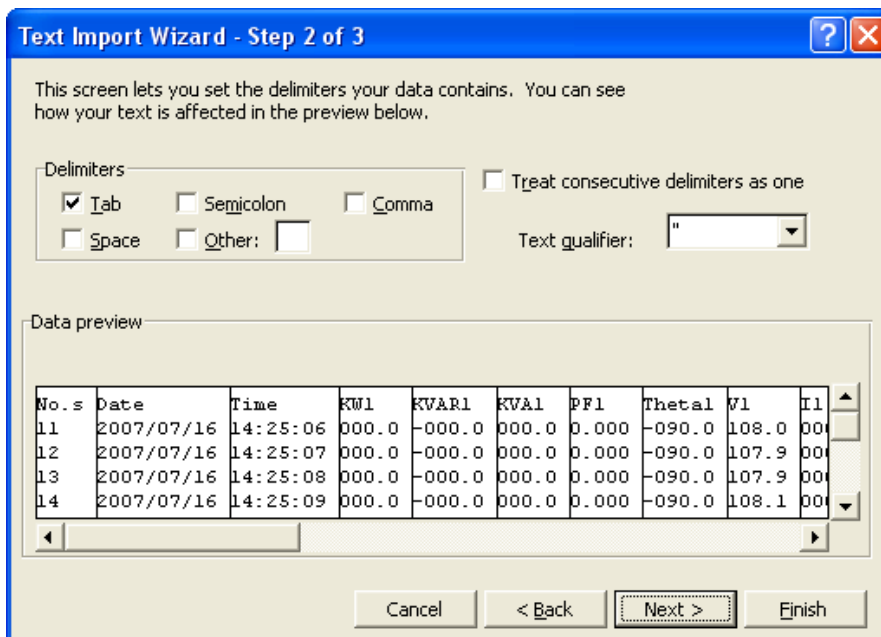 Text Import Wizard - Step 2 of 3
This screen lets you set the delimiters your data contains. You can see
how your text is affected in the preview below.
Delimiters
Tab Semicolon Comma
Space Other:
Treat consecutive delimiters as one
Text qualifier: "
Data preview
No.s Date Time KW1 KVAR1 KVA1 PF1 Theta1 V1 I1
11 2007/07/16 14:25:06 000.0 -000.0 000.0 0.000 -090.0 108.0 00
12 2007/07/16 14:25:07 000.0 -000.0 000.0 0.000 -090.0 107.9 00
13 2007/07/16 14:25:08 000.0 -000.0 000.0 0.000 -090.0 107.9 00
14 2007/07/16 14:25:09 000.0 -000.0 000.0 0.000 -090.0 108.1 00
Cancel < Back Next > Finish